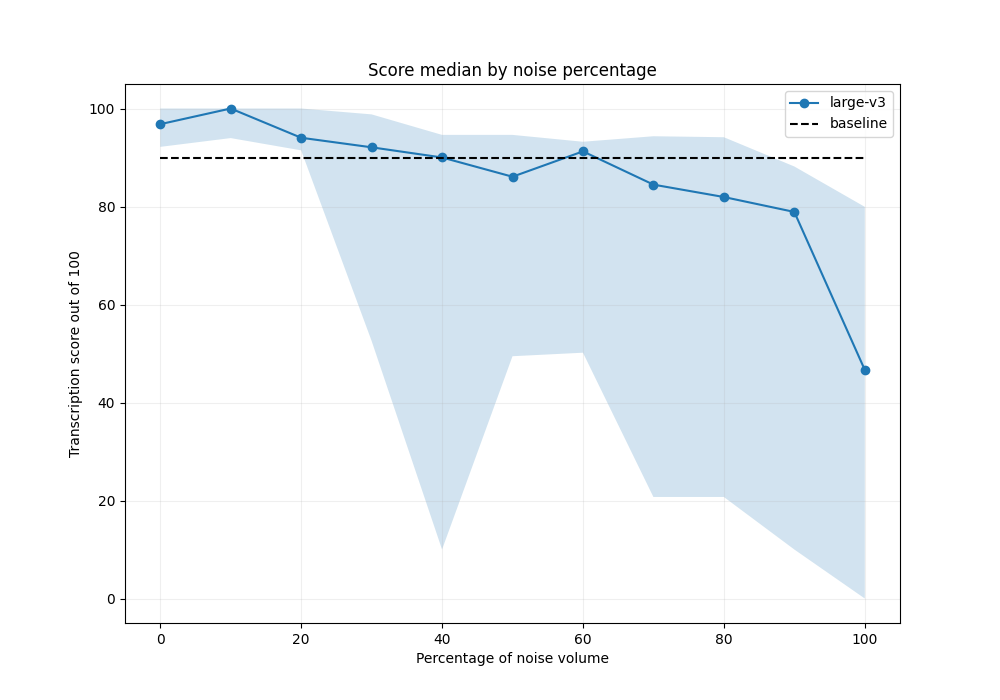 Score median by noise percentage
large-v3
baseline
Transcription score out of 100
100
80
60
40
20
0
0 20 40 60 80 100
Percentage of noise volume